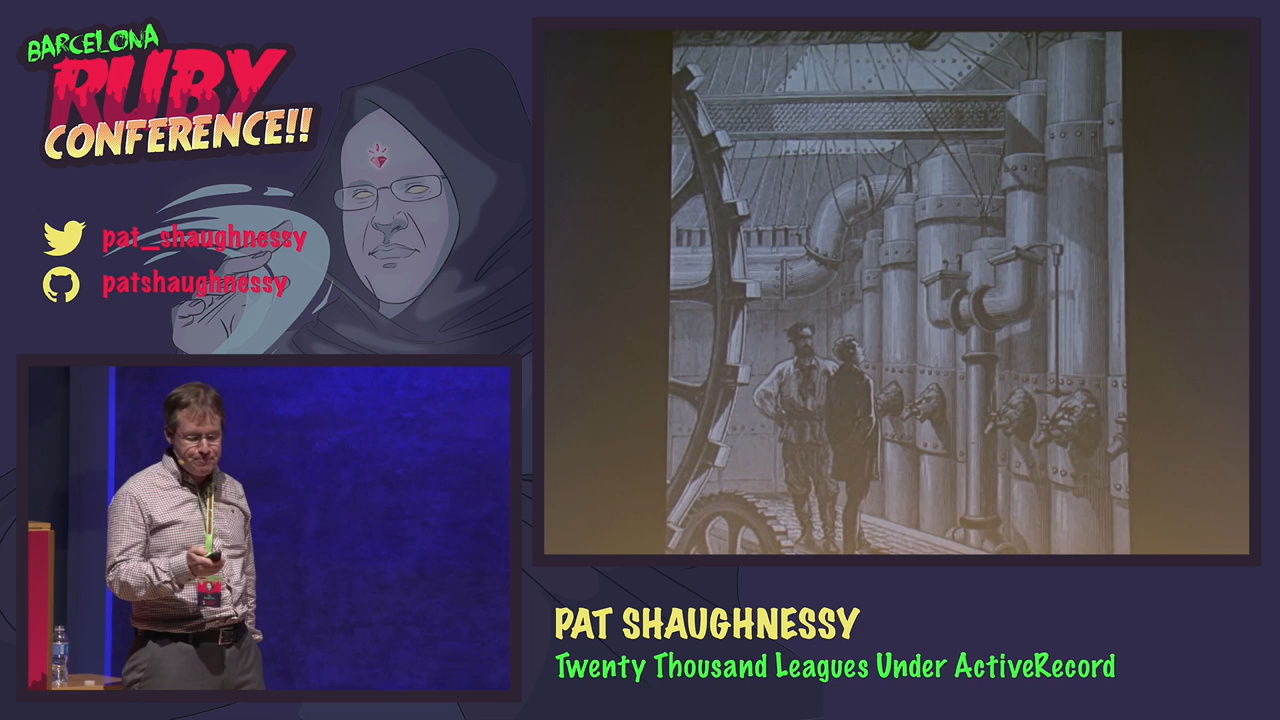 BARCELONA
RUBY
CONFERENCE!!
pat_shaughnessy
patshaughnessy
PAT SHAUGHNESSY
Twenty Thousand Leagues Under ActiveRecord